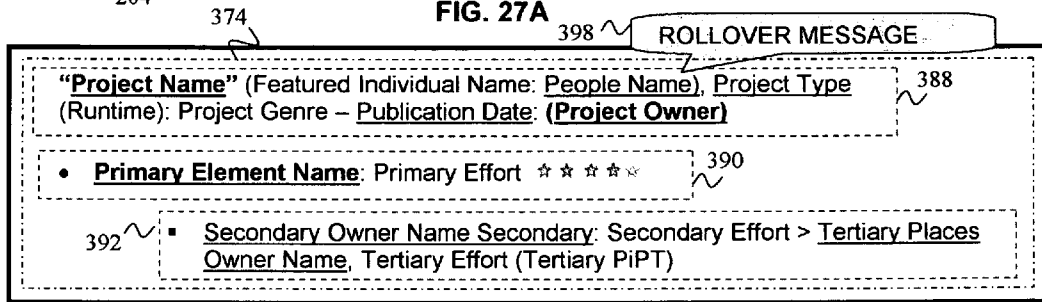 204
374
FIG. 27A
398
ROLLOVER MESSAGE
“Project Name” (Featured Individual Name: People Name), Project Type
(Runtime): Project Genre – Publication Date: (Project Owner)
388
• Primary Element Name: Primary Effort ☆☆☆☆☆
390
392
▪ Secondary Owner Name Secondary: Secondary Effort > Tertiary Places
Owner Name, Tertiary Effort (Tertiary PiPT)